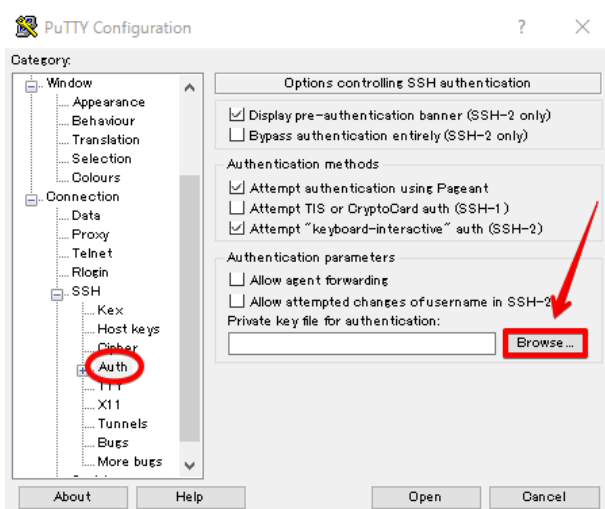 PuTTY Configuration
Category:
Window
Appearance
Behaviour
Translation
Selection
Colours
Connection
Data
Proxy
Telnet
Rlogin
SSH
Kex
Host keys
Cipher
Auth
TTY
X11
Tunnels
Bugs
More bugs
Options controlling SSH authentication
Display pre-authentication banner (SSH-2 only)
Bypass authentication entirely (SSH-2 only)
Authentication methods
Attempt authentication using Pageant
Attempt TIS or CryptoCard auth (SSH-1)
Attempt "keyboard-interactive" auth (SSH-2)
Authentication parameters
Allow agent forwarding
Allow attempted changes of username in SSH-2
Private key file for authentication:
Browse...
About Help Open Cancel